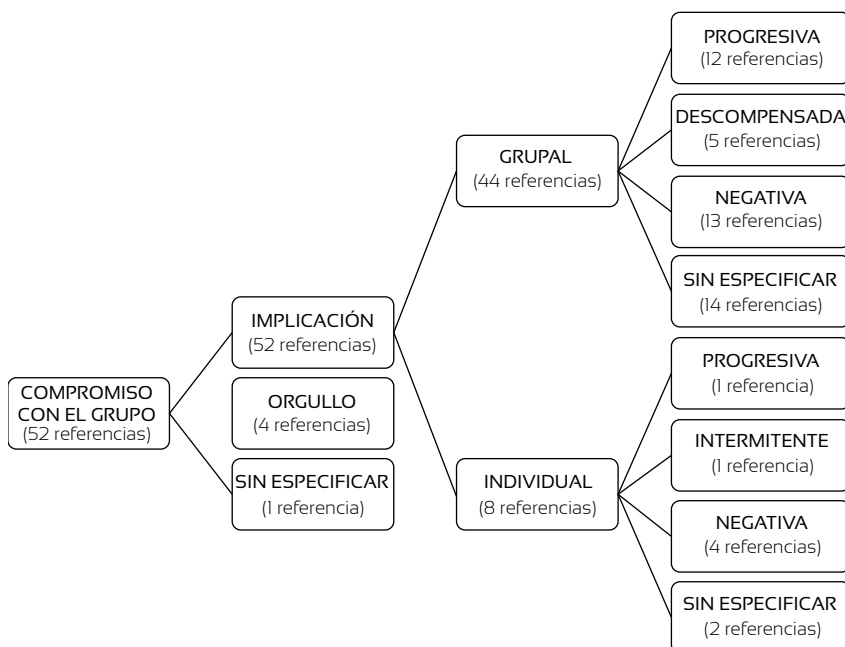 COMPROMISO
CON EL GRUPO
(52 referencias)
IMPLICACIÓN
(52 referencias)
ORGULLO
(4 referencias)
SIN ESPECIFICAR
(1 referencia)
GRUPAL
(44 referencias)
INDIVIDUAL
(8 referencias)
PROGRESIVA
(12 referencias)
DESCOMPENSADA
(5 referencias)
NEGATIVA
(13 referencias)
SIN ESPECIFICAR
(14 referencias)
PROGRESIVA
(1 referencia)
INTERMITENTE
(1 referencia)
NEGATIVA
(4 referencias)
SIN ESPECIFICAR
(2 referencias)